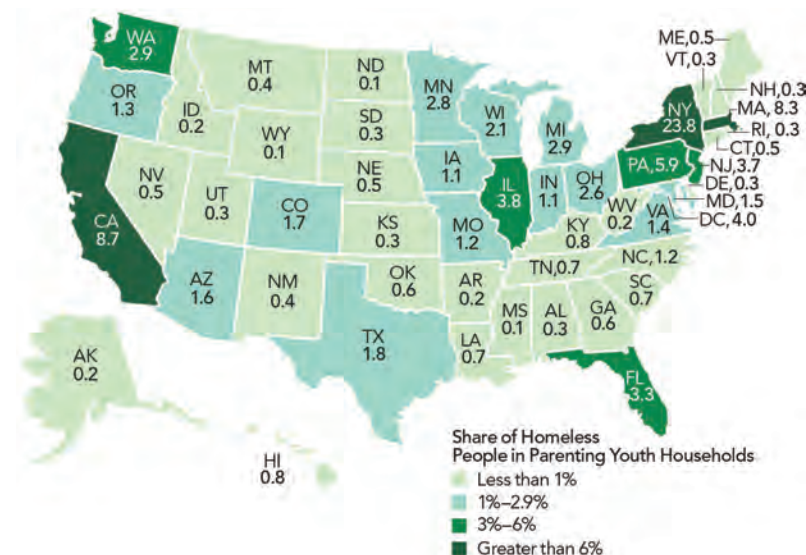 WA
2.9
OR
1.3
CA
8.7
ID
0.2
NV
0.5
MT
0.4
WY
0.1
UT
0.3
AZ
1.6
CO
1.7
NM
0.4
ND
0.1
SD
0.3
NE
0.5
KS
0.3
OK
0.6
TX
1.8
MN
2.8
IA
1.1
MO
1.2
AR
0.2
LA
0.7
WI
2.1
IL
3.8
MI
2.9
IN
1.1
OH
2.6
KY
0.8
TN,0.7
MS
0.1
AL
0.3
GA
0.6
FL
3.3
SC
0.7
NC,1.2
WV
0.2
VA
1.4
PA,5.9
NY
23.8
ME,0.5
VT,0.3
NH,0.3
MA, 8.3
RI, 0.3
CT,0.5
NJ,3.7
DE,0.3
MD, 1.5
DC, 4.0
AK
0.2
HI
0.8
Share of Homeless
People in Parenting Youth Households
Less than 1%
1%–2.9%
3%–6%
Greater than 6%